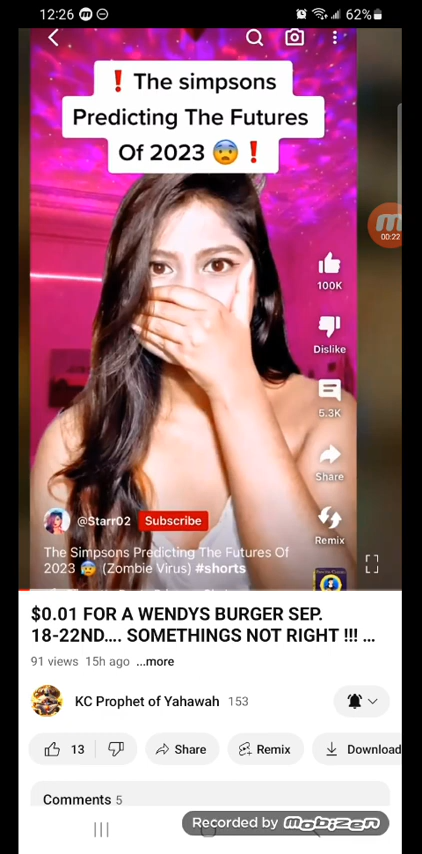 12:26
62%
❗ The simpsons
Predicting The Futures
Of 2023 😨❗
00:22
100K
Dislike
5.3K
Share
@Starr02 Subscribe
Remix
The Simpsons Predicting The Futures Of
2023 😰 (Zombie Virus) #shorts
$0.01 FOR A WENDYS BURGER SEP.
18-22ND.... SOMETHINGS NOT RIGHT !!! ...
91 views 15h ago ...more
KC Prophet of Yahawah 153
13 Share Remix Download
Comments 5
Recorded by mobizen